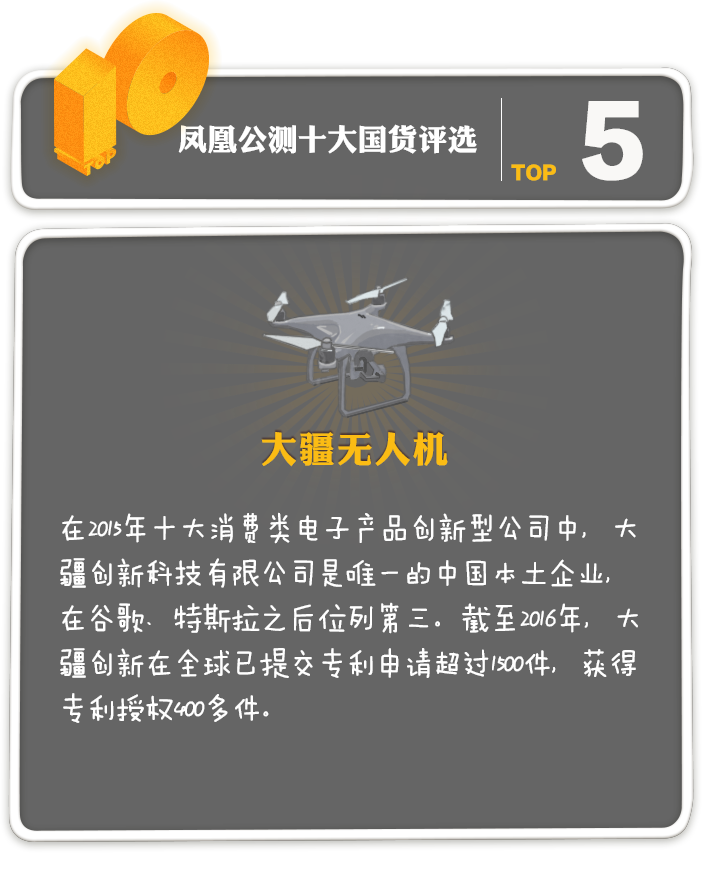 10
TOP
凤凰公测十大国货评选
TOP 5
大疆无人机
在2015年十大消费类电子产品创新型公司中，大
疆创新科技有限公司是唯一的中国本土企业，
在谷歌、特斯拉之后位列第三。截至2016年，大
疆创新在全球已提交专利申请超过1500件，获得
专利授权400多件。